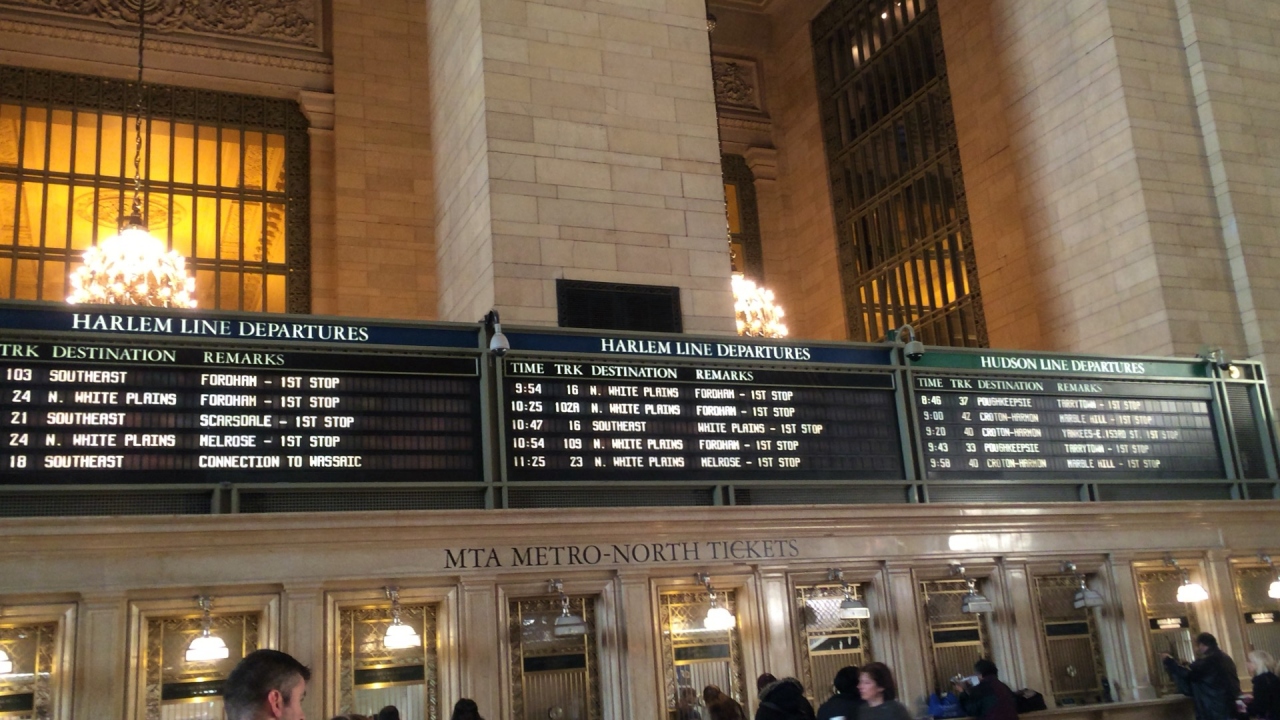 HARLEM LINE DEPARTURES
TRK DESTINATION REMARKS
103 SOUTHEAST FORDHAM - 1ST STOP
24 N. WHITE PLAINS FORDHAM - 1ST STOP
21 SOUTHEAST SCARSDALE - 1ST STOP
24 N. WHITE PLAINS MELROSE - 1ST STOP
18 SOUTHEAST CONNECTION TO WASSAIC
HARLEM LINE DEPARTURES
TIME TRK DESTINATION REMARKS
9:54 16 N. WHITE PLAINS FORDHAM - 1ST STOP
10:25 102A N. WHITE PLAINS FORDHAM - 1ST STOP
10:47 16 SOUTHEAST WHITE PLAINS - 1ST STOP
10:54 109 N. WHITE PLAINS FORDHAM - 1ST STOP
11:25 23 N. WHITE PLAINS MELROSE - 1ST STOP
HUDSON LINE DEPARTURES
TIME TRK DESTINATION REMARKS
8:46 37 POUGHKEEPSIE TARRYTOWN - 1ST STOP
9:00 42 CROTON-HARMON MARBLE HILL - 1ST STOP
9:20 40 CROTON-HARMON YANKEES-E.153RD ST. 1ST STOP
9:43 33 POUGHKEEPSIE TARRYTOWN - 1ST STOP
9:58 40 CROTON-HARMON MARBLE HILL - 1ST STOP
MTA METRO-NORTH TICKETS